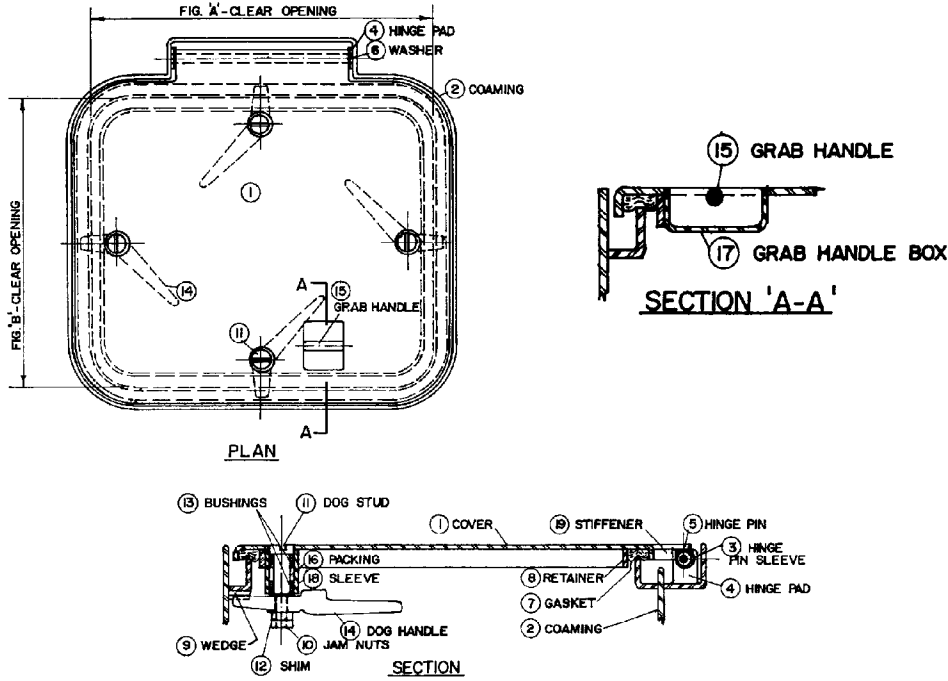 FIG. 'A'-CLEAR OPENING
4 HINGE PAD
6 WASHER
2 COAMING
FIG. 'B'-CLEAR OPENING
1
14
A
15
GRAB HANDLE
11
A
PLAN
15 GRAB HANDLE
17 GRAB HANDLE BOX
SECTION 'A-A'
13 BUSHINGS
11 DOG STUD
1 COVER
19 STIFFENER
5 HINGE PIN
3 HINGE
PIN SLEEVE
16 PACKING
18 SLEEVE
8 RETAINER
4 HINGE PAD
7 GASKET
14 DOG HANDLE
2 COAMING
9 WEDGE
10 JAM NUTS
12 SHIM
SECTION